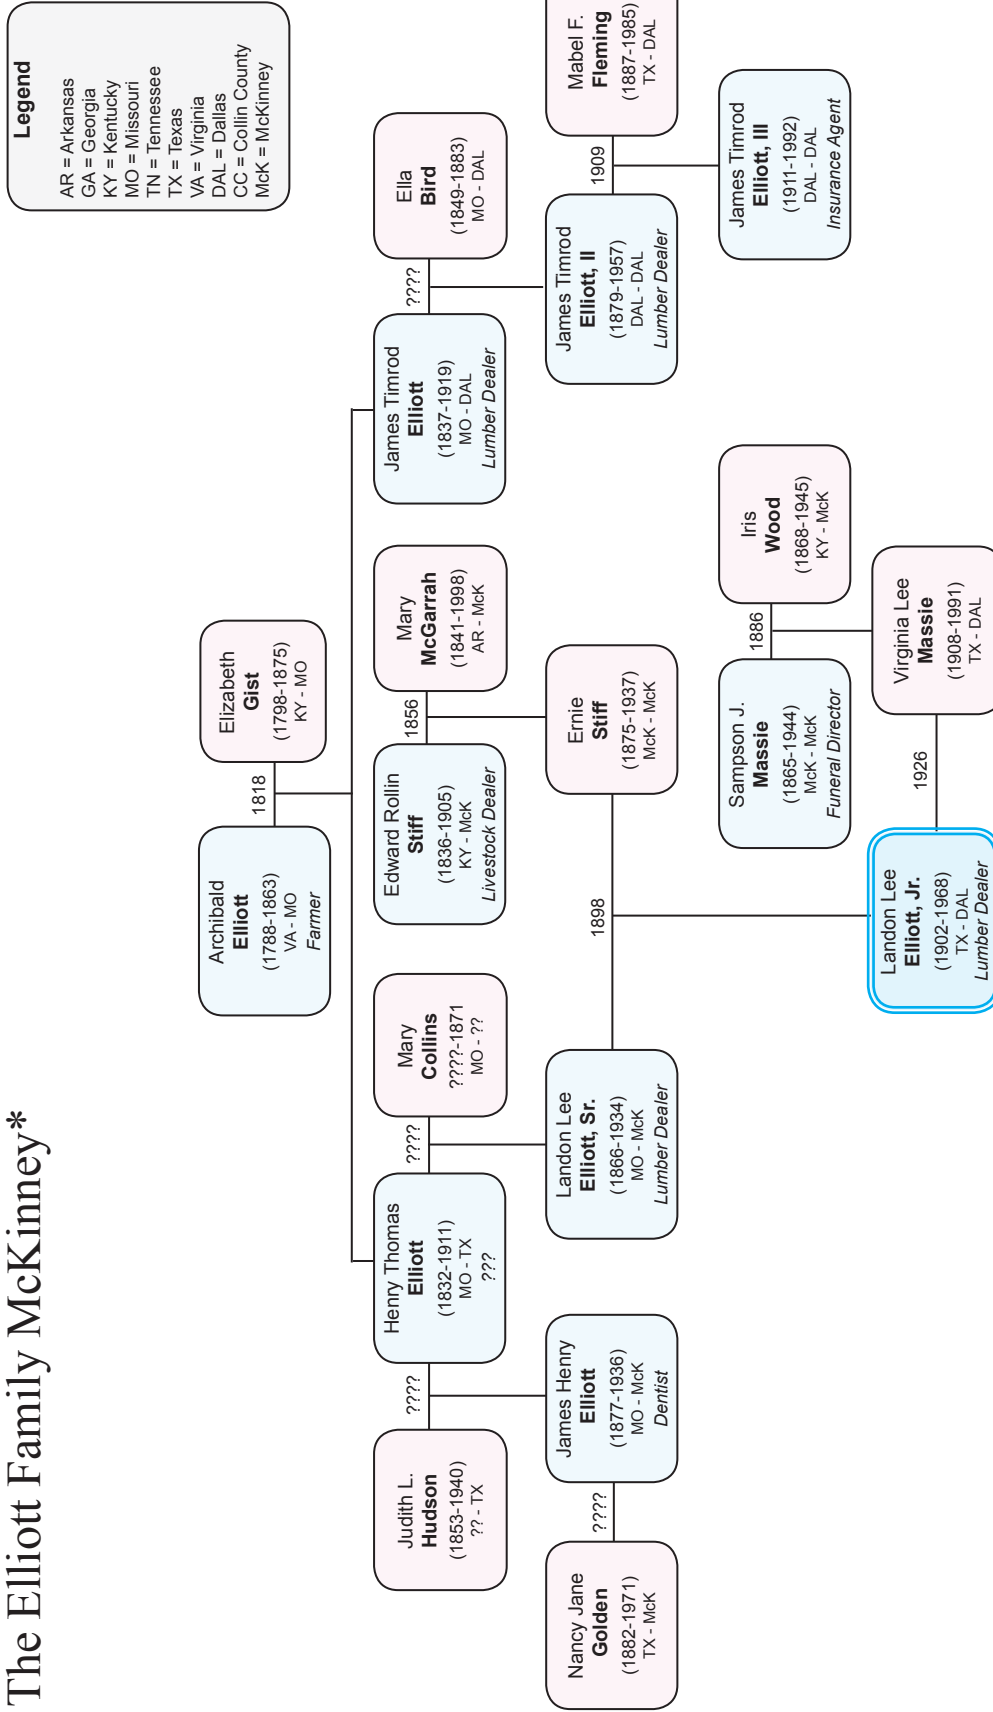 The Elliott Family McKinney*
Legend
AR = Arkansas
GA = Georgia
KY = Kentucky
MO = Missouri
TN = Tennessee
TX = Texas
VA = Virginia
DAL = Dallas
CC = Collin County
McK = McKinney
Archibald
Elliott
(1788-1863)
VA - MO
Farmer
1818
Elizabeth
Gist
(1798-1875)
KY - MO
Judith L.
Hudson
(1853-1940)
?? - TX
????
Henry Thomas
Elliott
(1832-1911)
MO - TX
???
????
Mary
Collins
????-1871
MO - ??
Edward Rollin
Stiff
(1836-1905)
KY - McK
Livestock Dealer
1856
Mary
McGarrah
(1841-1998)
AR - McK
James Timrod
Elliott
(1837-1919)
MO - DAL
Lumber Dealer
????
Ella
Bird
(1849-1883)
MO - DAL
Nancy Jane
Golden
(1882-1971)
TX - McK
????
James Henry
Elliott
(1877-1936)
MO - McK
Dentist
Landon Lee
Elliott, Sr.
(1866-1934)
MO - McK
Lumber Dealer
1898
Ernie
Stiff
(1875-1937)
McK - McK
James Timrod
Elliott, II
(1879-1957)
DAL - DAL
Lumber Dealer
1909
Mabel F.
Fleming
(1887-1985)
TX - DAL
Sampson J.
Massie
(1865-1944)
McK - McK
Funeral Director
1886
Iris
Wood
(1868-1945)
KY - McK
James Timrod
Elliott, III
(1911-1992)
DAL - DAL
Insurance Agent
Landon Lee
Elliott, Jr.
(1902-1968)
TX - DAL
Lumber Dealer
1926
Virginia Lee
Massie
(1908-1991)
TX - DAL